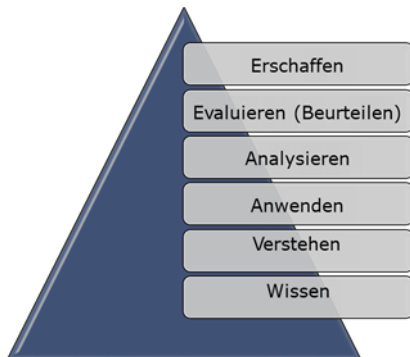 Erschaffen
Evaluieren (Beurteilen)
Analysieren
Anwenden
Verstehen
Wissen